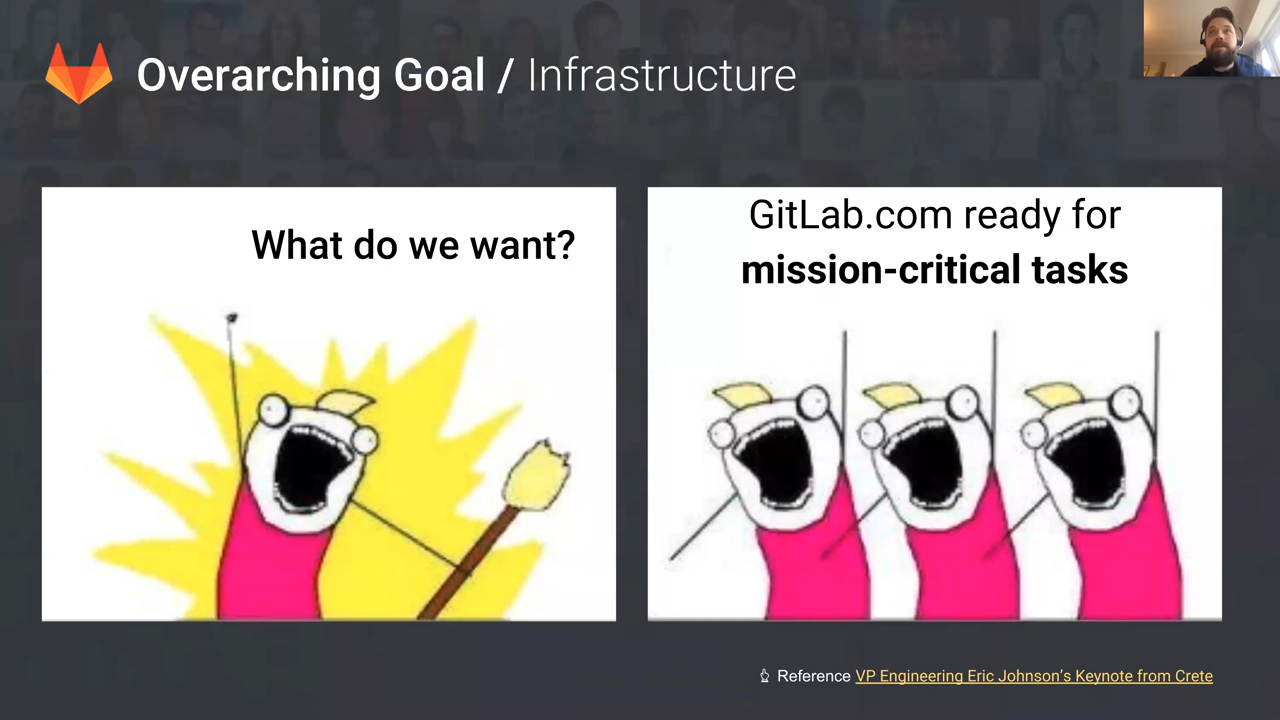 Overarching Goal / Infrastructure
What do we want?
GitLab.com ready for
mission-critical tasks
Reference VP Engineering Eric Johnson's Keynote from Crete